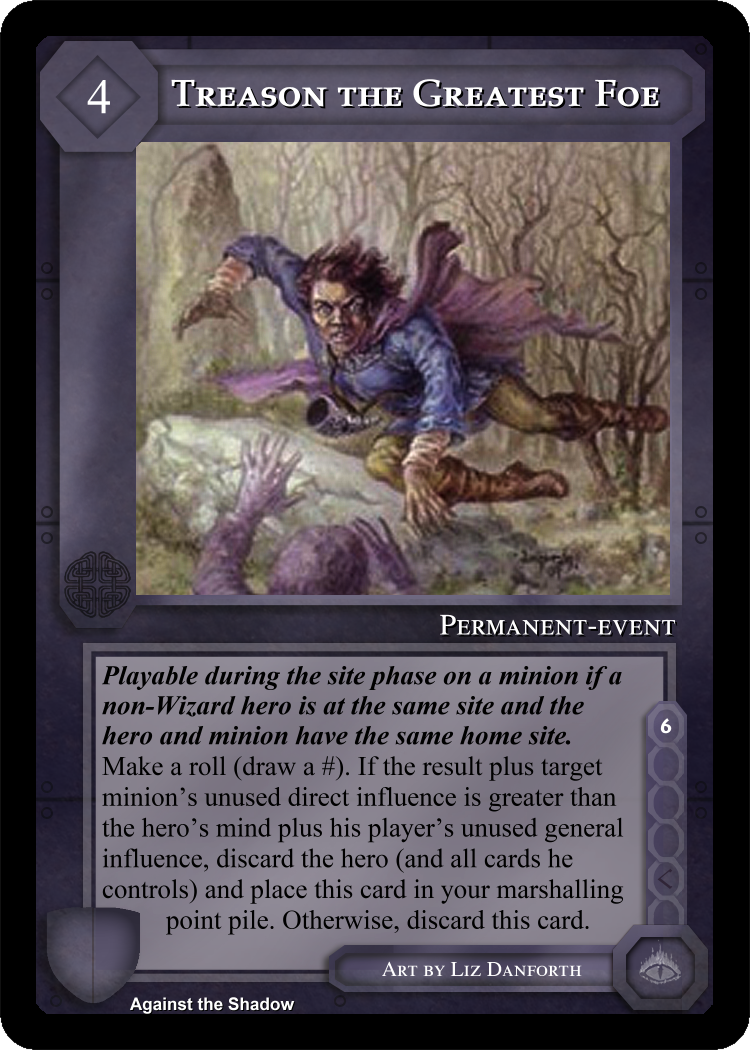 4
Treason the Greatest Foe
Permanent-event
Playable during the site phase on a minion if a
non-Wizard hero is at the same site and the
hero and minion have the same home site.
Make a roll (draw a #). If the result plus target
minion's unused direct influence is greater than
the hero's mind plus his player's unused general
influence, discard the hero (and all cards he
controls) and place this card in your marshalling
point pile. Otherwise, discard this card.
6
Art by Liz Danforth
Against the Shadow